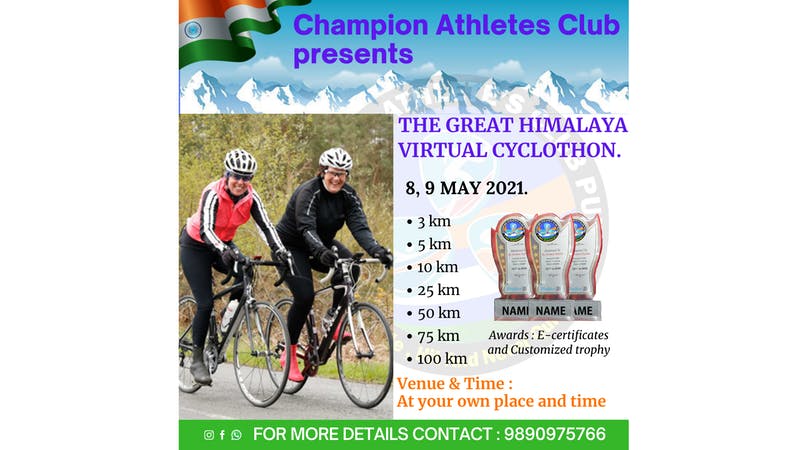 Champion Athletes Club
presents
THE GREAT HIMALAYA
VIRTUAL CYCLOTHON.
8, 9 MAY 2021.
• 3 km
• 5 km
• 10 km
• 25 km
• 50 km
• 75 km
• 100 km
NAME
Awards : E-certificates
and Customized trophy
Venue & Time :
At your own place and time
FOR MORE DETAILS CONTACT : 9890975766